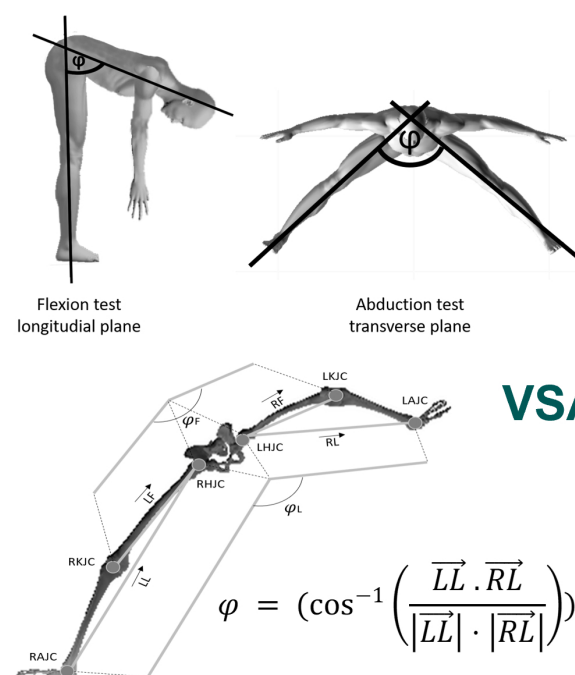 φ
φ
Flexion test
longitudial plane
Abduction test
transverse plane
LKJC
LAJC
RF
φF
VSA
LHJC
RL
RHJC
LF
φL
RKJC
LL
φ = (cos⁻¹ (LL . RL / |LL| · |RL|))
RAJC